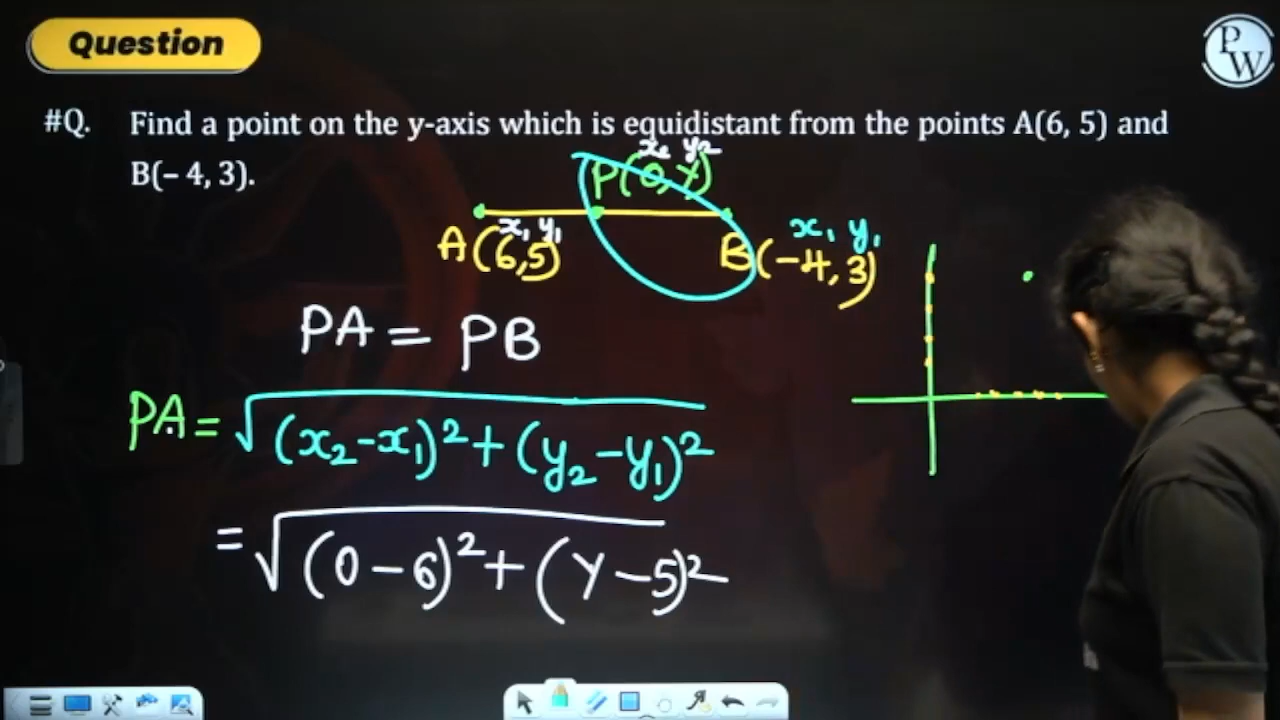 Question
PW
#Q. Find a point on the y-axis which is equidistant from the points A(6, 5) and
B(– 4, 3).
x₂ y₂
P(0,Y)
x₁ y₁
A(6,5)
x₁ y₁
B(-4,3)
PA = PB
PA = √(x₂-x₁)²+(y₂-y₁)²
= √(0-6)²+(Y-5)²